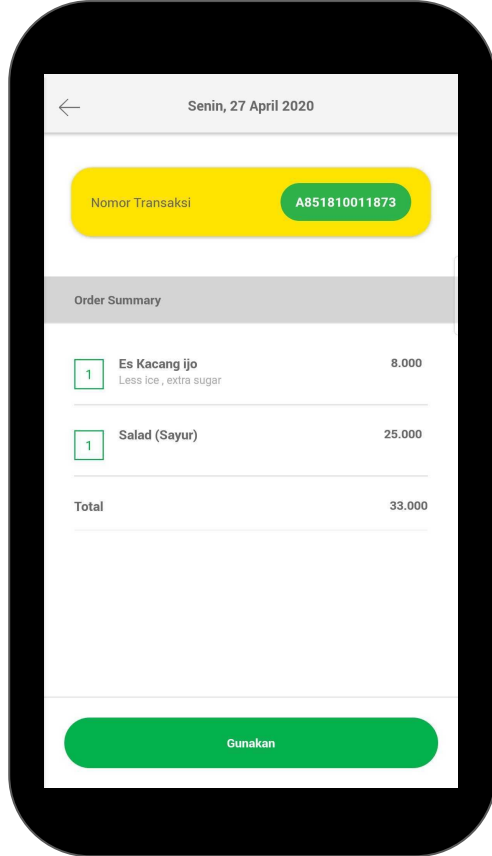 Senin, 27 April 2020
Nomor Transaksi A851810011873
Order Summary
1 Es Kacang ijo 8.000
Less ice , extra sugar
1 Salad (Sayur) 25.000
Total 33.000
Gunakan